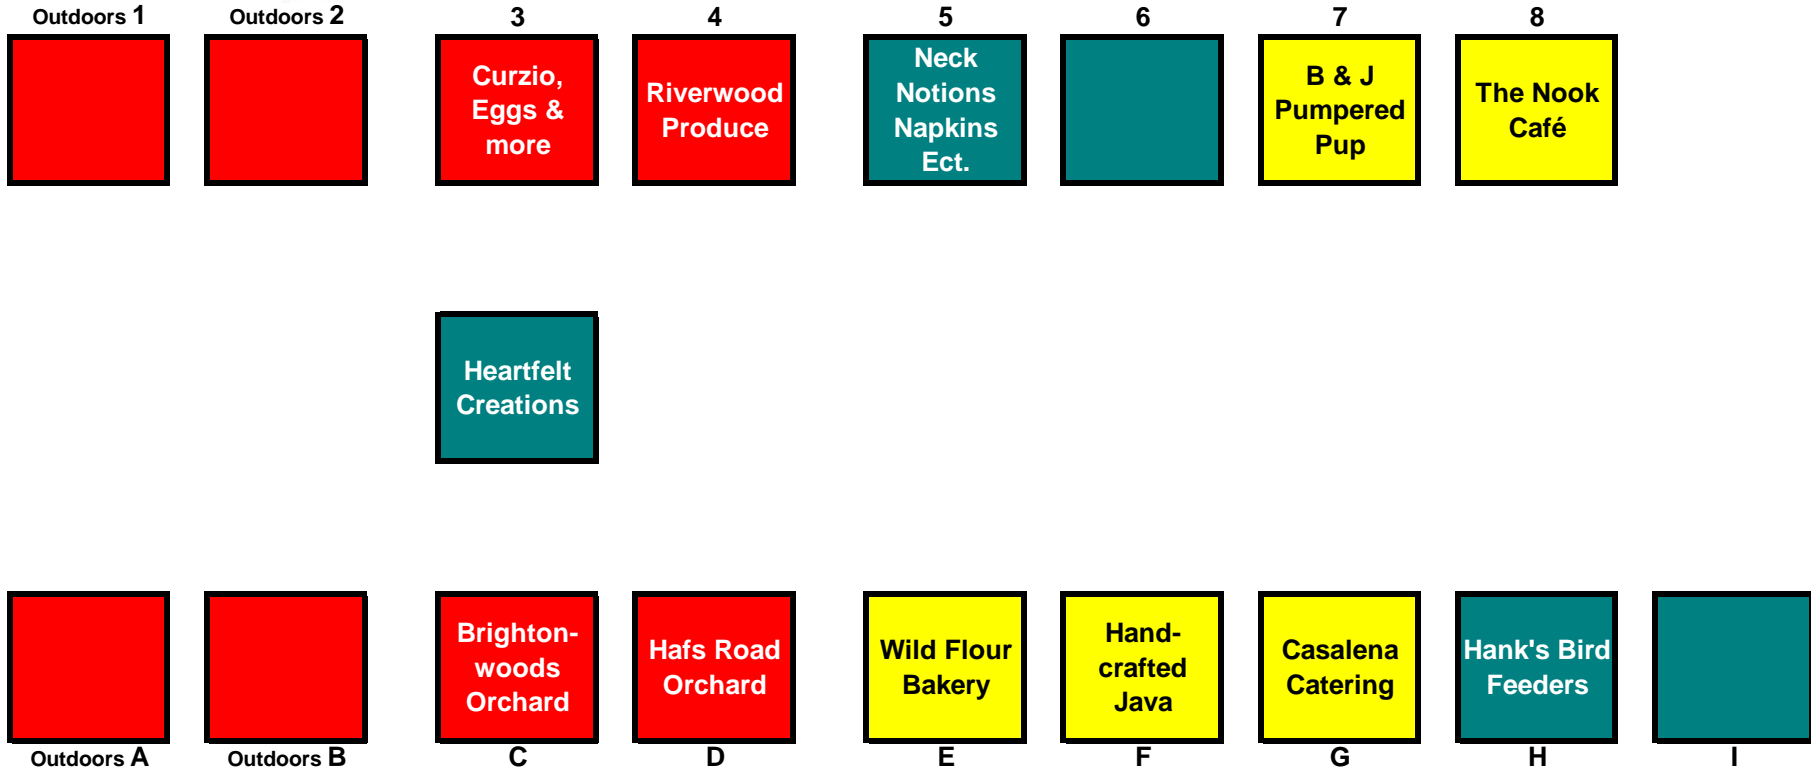 Outdoors 1
Outdoors 2
3
4
5
6
7
8
Curzio,
Eggs &
more
Riverwood
Produce
Neck
Notions
Napkins
Ect.
B & J
Pumpered
Pup
The Nook
Café
Heartfelt
Creations
Brighton-
woods
Orchard
Hafs Road
Orchard
Wild Flour
Bakery
Hand-
crafted
Java
Casalena
Catering
Hank's Bird
Feeders
Outdoors A
Outdoors B
C
D
E
F
G
H
I